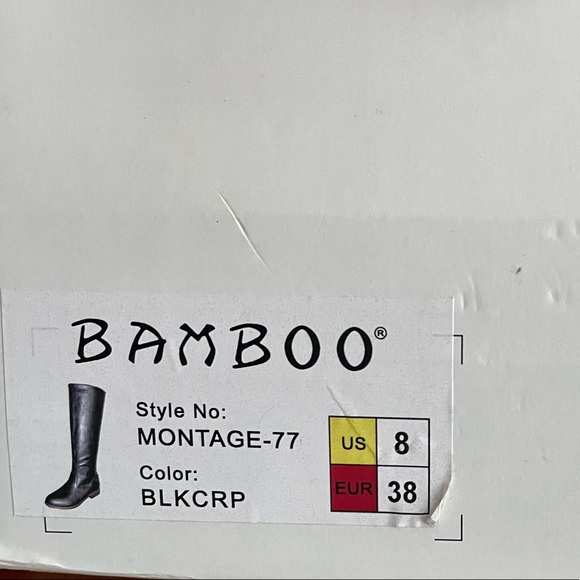 BAMBOO®
Style No:
MONTAGE-77
Color:
BLKCRP
US 8
EUR 38